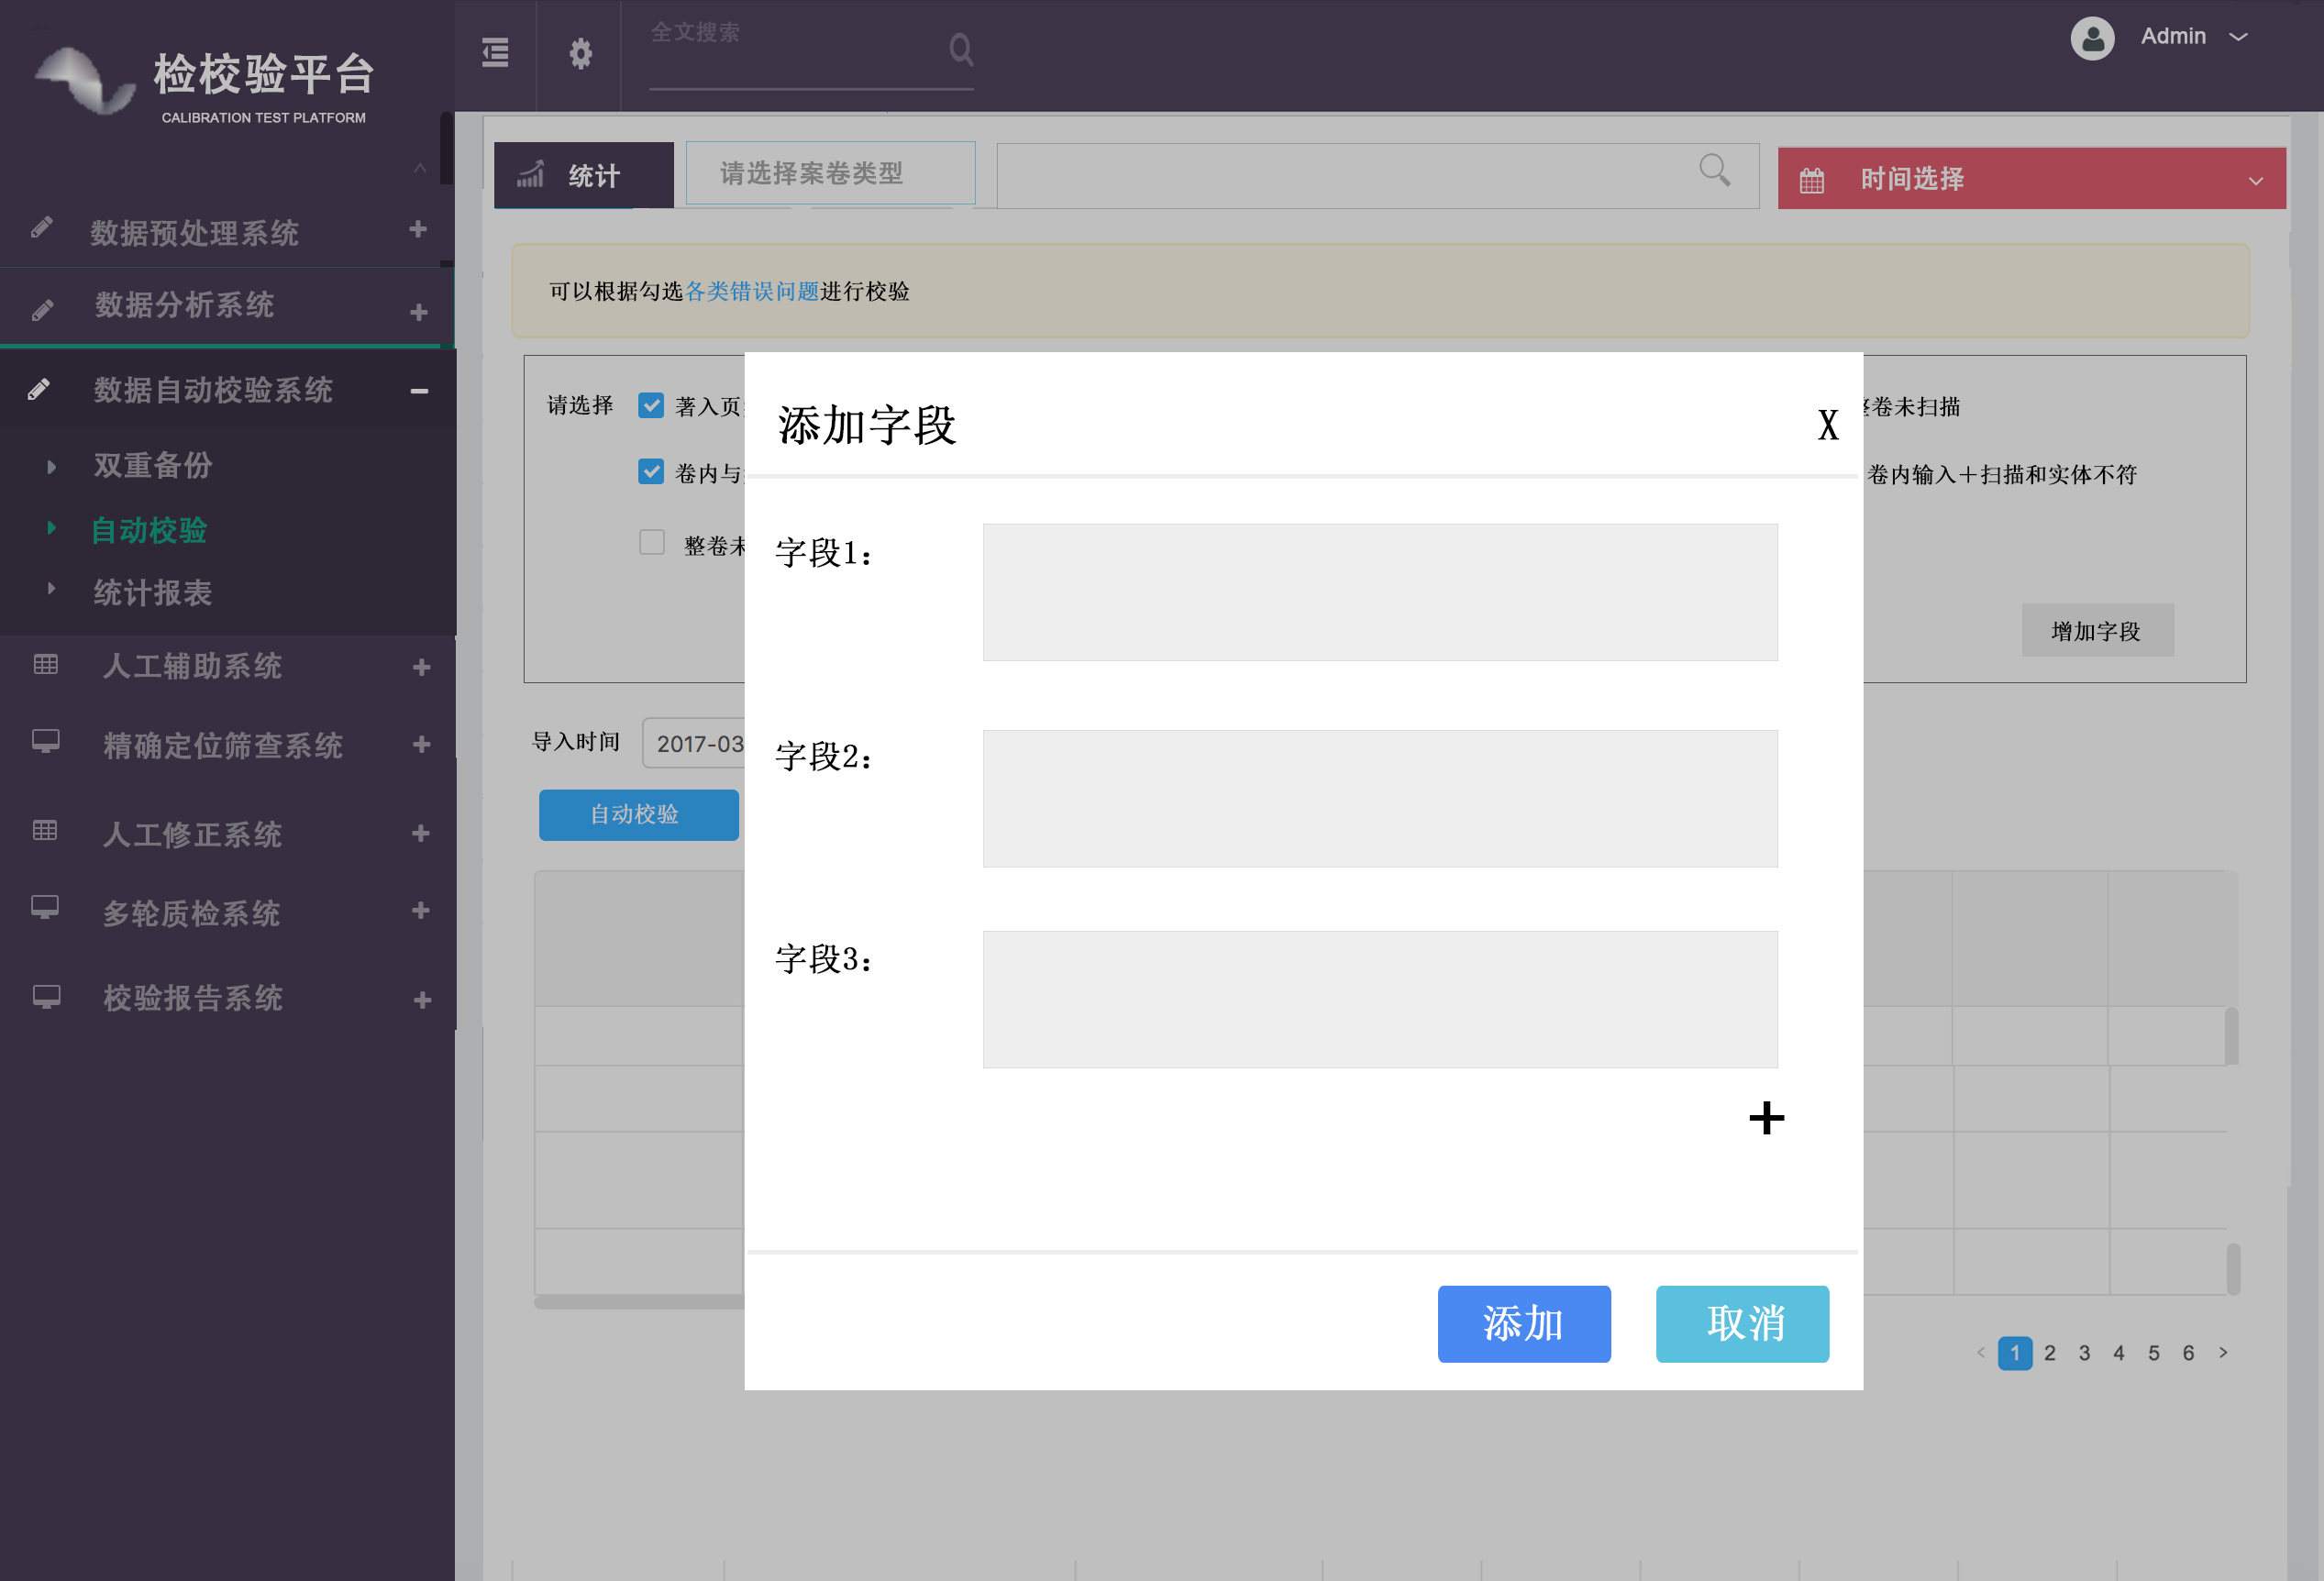 检校验平台
CALIBRATION TEST PLATFORM
全文搜索
Admin
统计
请选择案卷类型
时间选择
数据预处理系统
数据分析系统
数据自动校验系统
双重备份
自动校验
统计报表
人工辅助系统
精确定位筛查系统
人工修正系统
多轮质检系统
校验报告系统
可以根据勾选各类错误问题进行校验
请选择
著入页
卷内与
整卷未
卷未扫描
卷内输入+扫描和实体不符
增加字段
导入时间
2017-03
自动校验
添加字段
X
字段1:
字段2:
字段3:
+
添加
取消
< 1 2 3 4 5 6 >